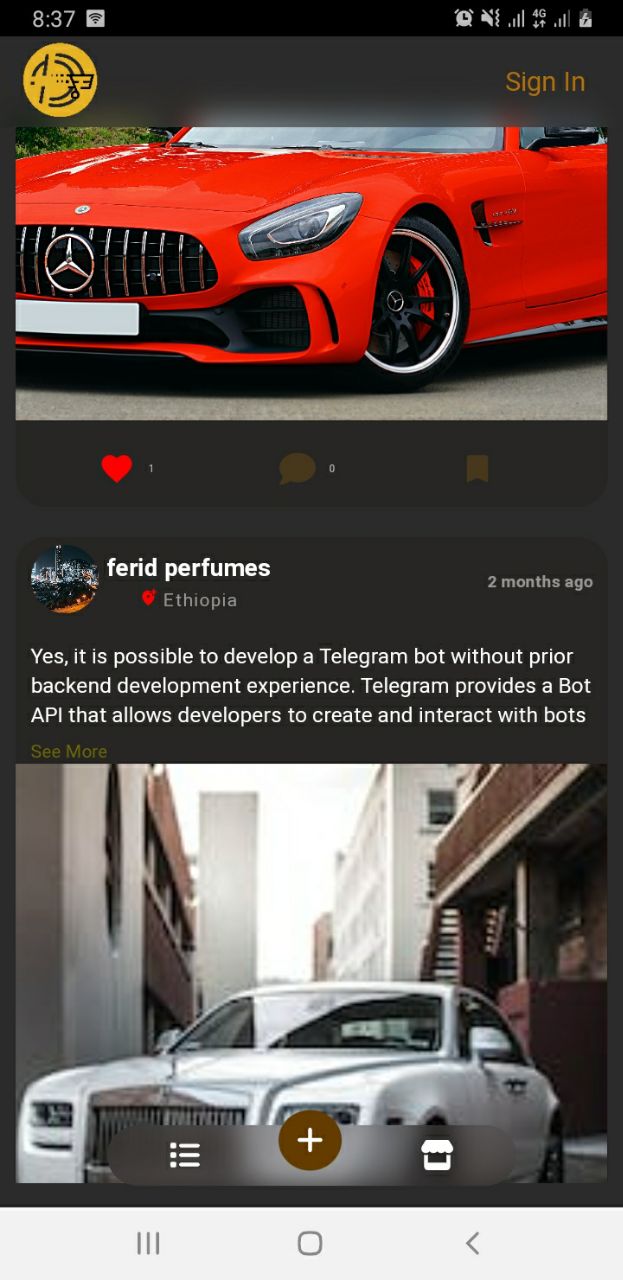 8:37
4G
Sign In
1
0
ferid perfumes
2 months ago
Ethiopia
Yes, it is possible to develop a Telegram bot without prior
backend development experience. Telegram provides a Bot
API that allows developers to create and interact with bots
See More